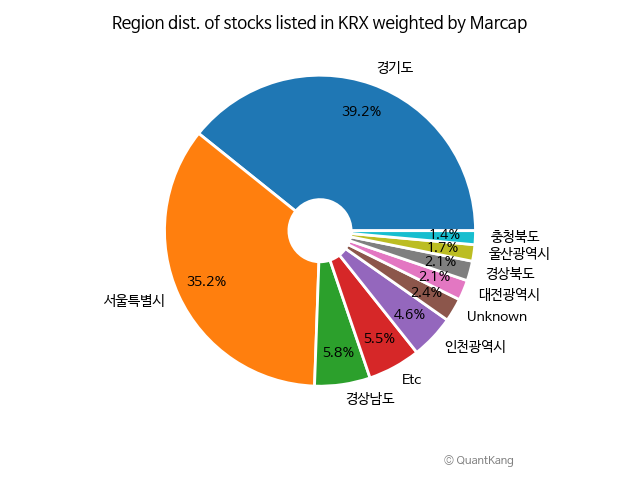 Region dist. of stocks listed in KRX weighted by Marcap
경기도
39.2%
35.2%
서울특별시
5.8%
경상남도
5.5%
Etc
4.6%
인천광역시
2.4%
Unknown
2.1%
대전광역시
2.1%
경상북도
1.7%
울산광역시
1.4%
충청북도
© QuantKang